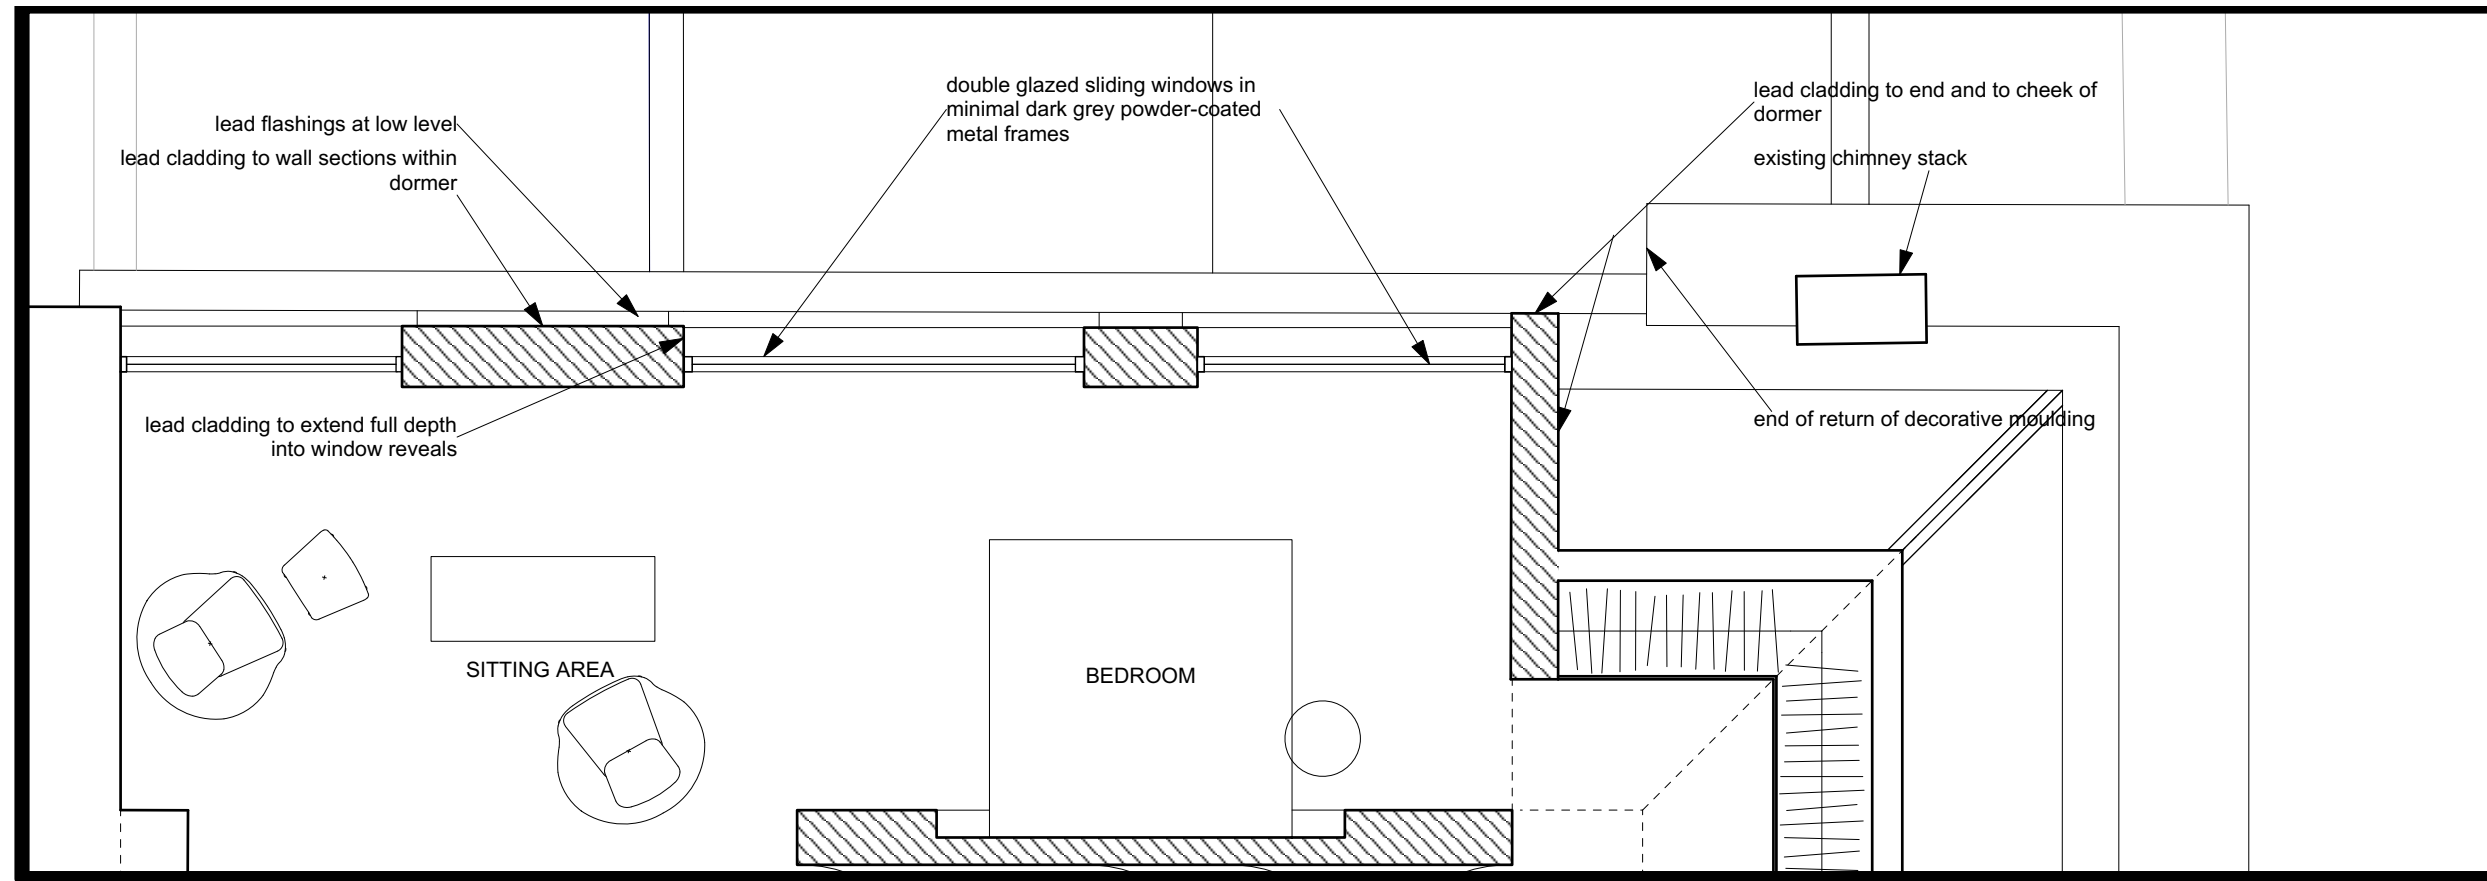 double glazed sliding windows in
minimal dark grey powder-coated
metal frames
lead cladding to end and to cheek of
dormer
lead flashings at low level
lead cladding to wall sections within
dormer
existing chimney stack
lead cladding to extend full depth
into window reveals
end of return of decorative moulding
SITTING AREA
BEDROOM